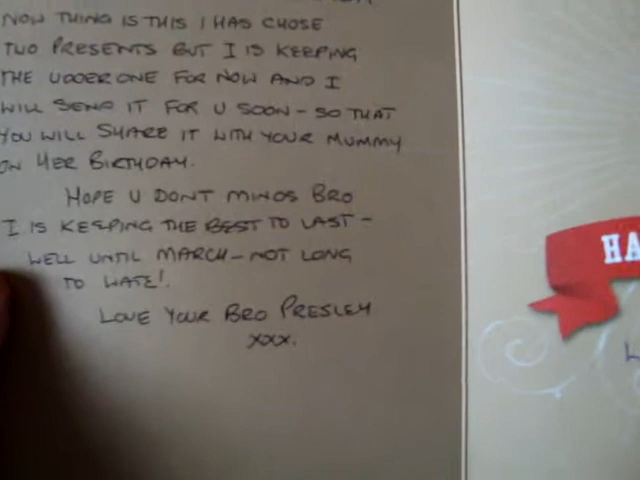 NOW THING IS THIS I HAS CHOSE
TWO PRESENTS BUT I IS KEEPING
THE UDDER ONE FOR NOW AND I
WILL SEND IT FOR U SOON - SO THAT
YOU WILL SHARE IT WITH YOUR MUMMY
ON HER BIRTHDAY.
HOPE U DONT MINDS BRO
I IS KEEPING THE BEST TO LAST -
WELL UNTIL MARCH - NOT LONG
TO WATE!.
LOVE YOUR BRO PRESLEY
XXX.
HA